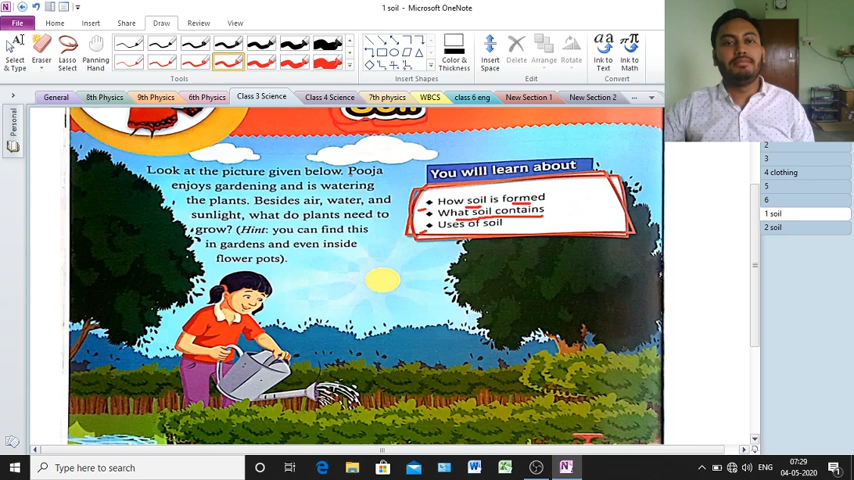 1 soil - Microsoft OneNote
File
Home
Insert
Share
Draw
Review
View
Select & Type
Eraser
Lasso Select
Panning Hand
Color & Thickness
Insert Space
Delete
Arrange
Rotate
Ink to Text
Ink to Math
Tools
Insert Shapes
Edit
Convert
General
8th Physics
9th Physics
6th Physics
Class 3 Science
Class 4 Science
7th physics
WBCS
class 6 eng
New Section 1
New Section 2
Personal
Soil
Look at the picture given below. Pooja
enjoys gardening and is watering
the plants. Besides air, water, and
sunlight, what do plants need to
grow? (Hint: you can find this
in gardens and even inside
flower pots).
You will learn about
How soil is formed
What soil contains
Uses of soil
2
3
4 clothing
5
6
1 soil
2 soil
Type here to search
ENG
07:29
04-05-2020